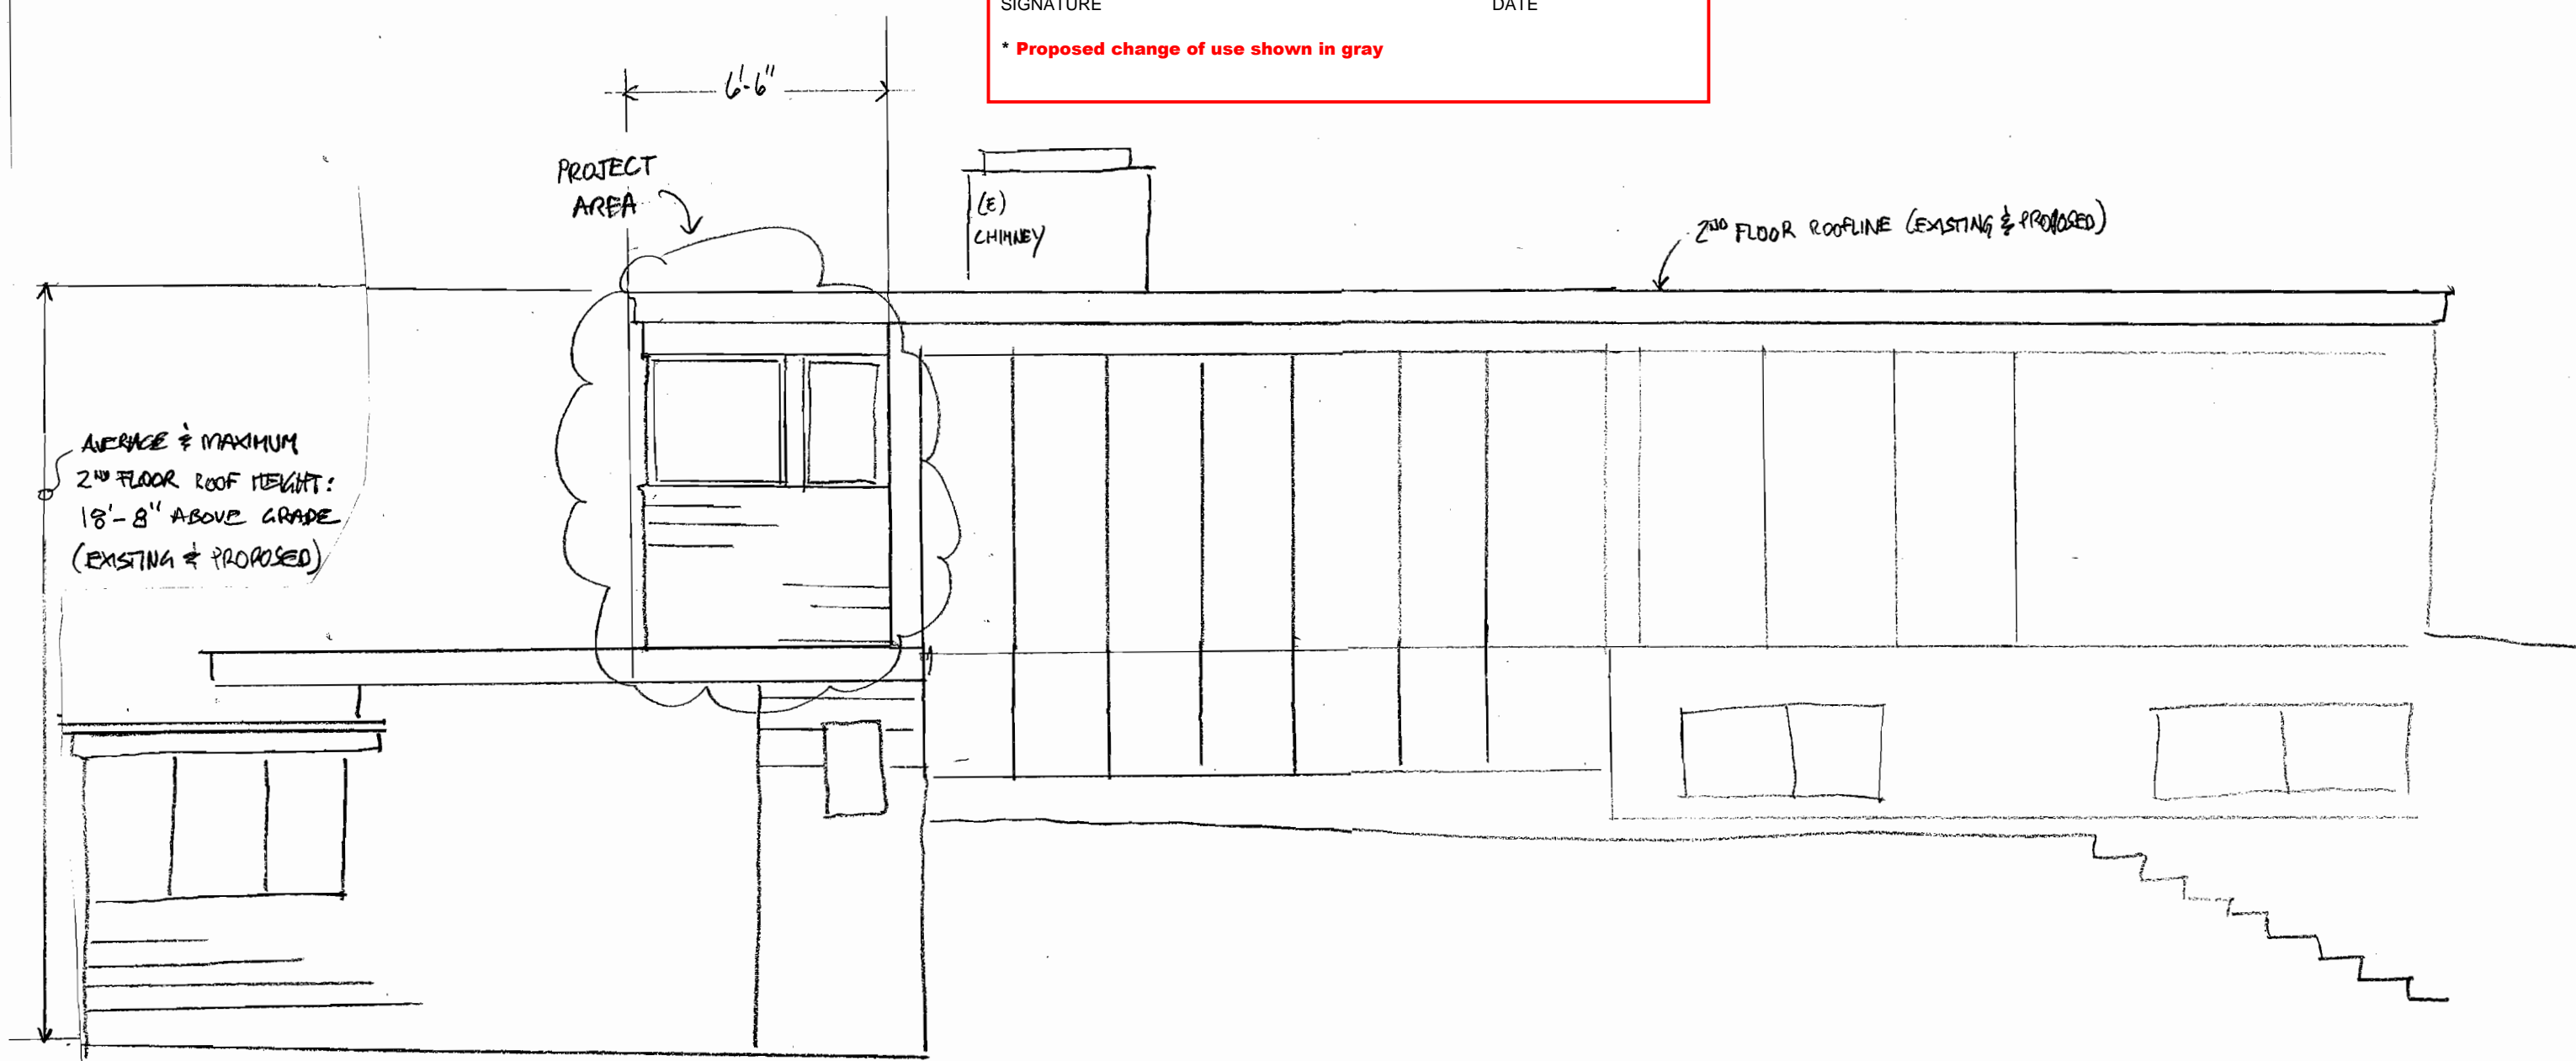 SIGNATURE DATE
* Proposed change of use shown in gray
6'-6"
PROJECT
AREA
(E)
CHIMNEY
2ND FLOOR ROOFLINE (EXISTING & PROPOSED)
AVERAGE & MAXIMUM
2ND FLOOR ROOF HEIGHT:
18'-8" ABOVE GRADE
(EXISTING & PROPOSED)